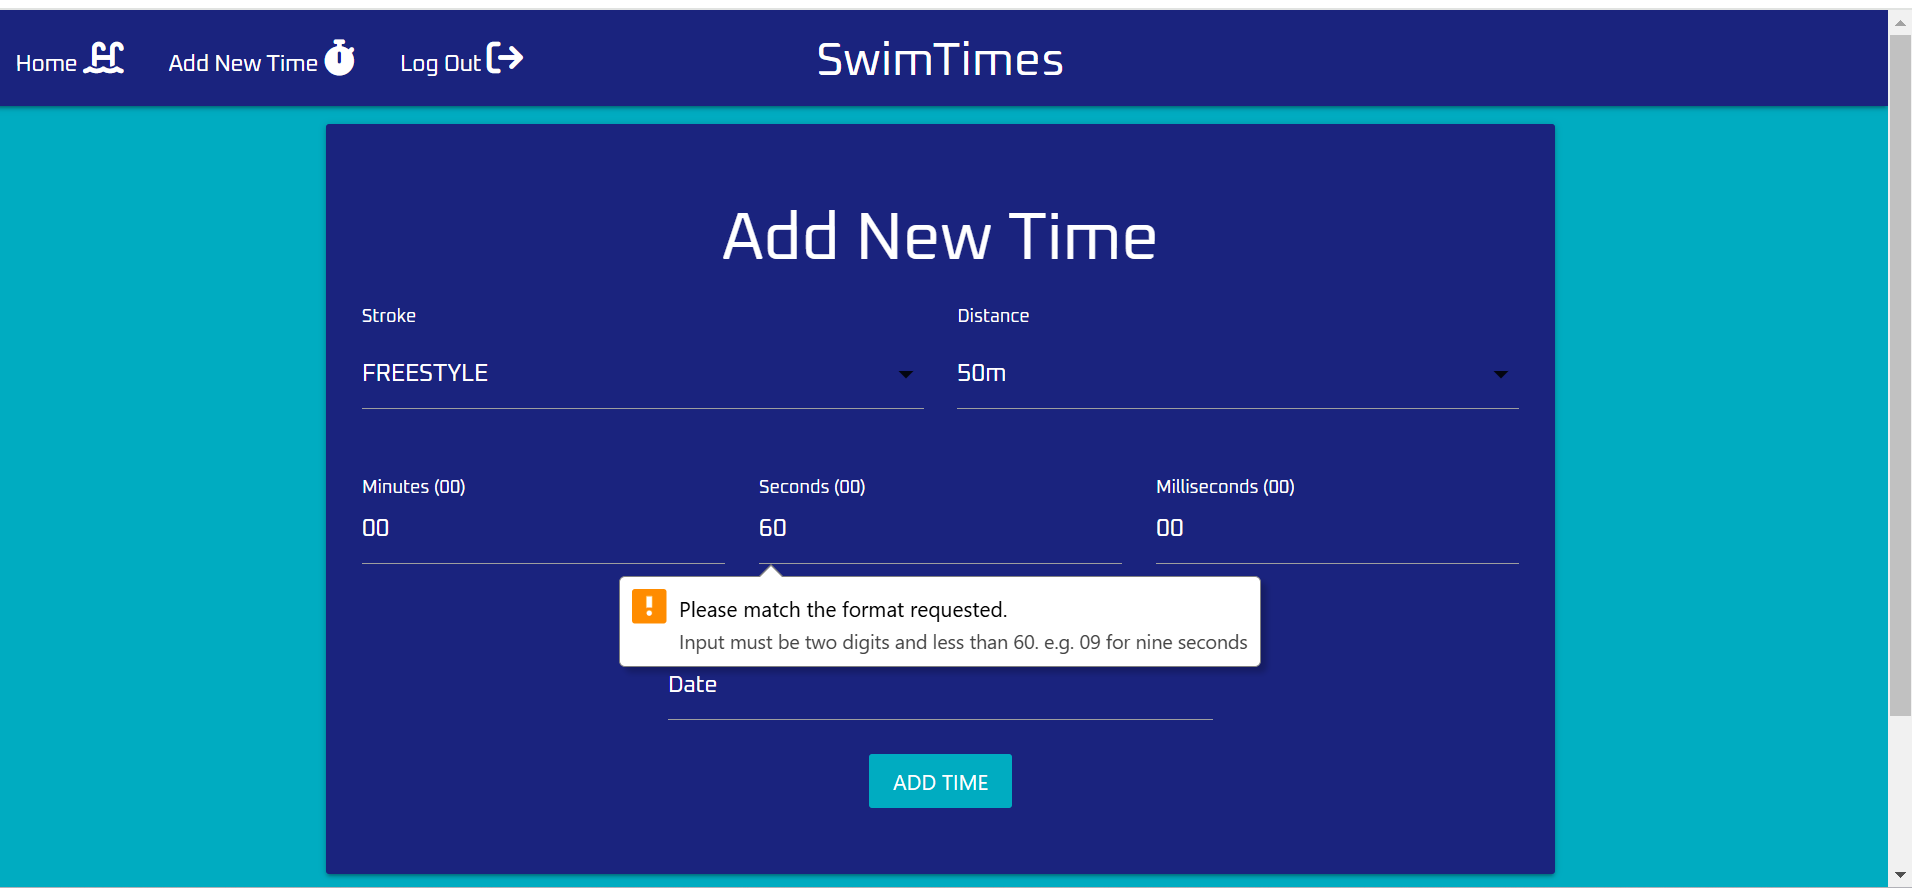 Home Add New Time Log Out SwimTimes
Add New Time
Stroke Distance
FREESTYLE 50m
Minutes (00) Seconds (00) Milliseconds (00)
00 60 00
Please match the format requested.
Input must be two digits and less than 60. e.g. 09 for nine seconds
Date
ADD TIME